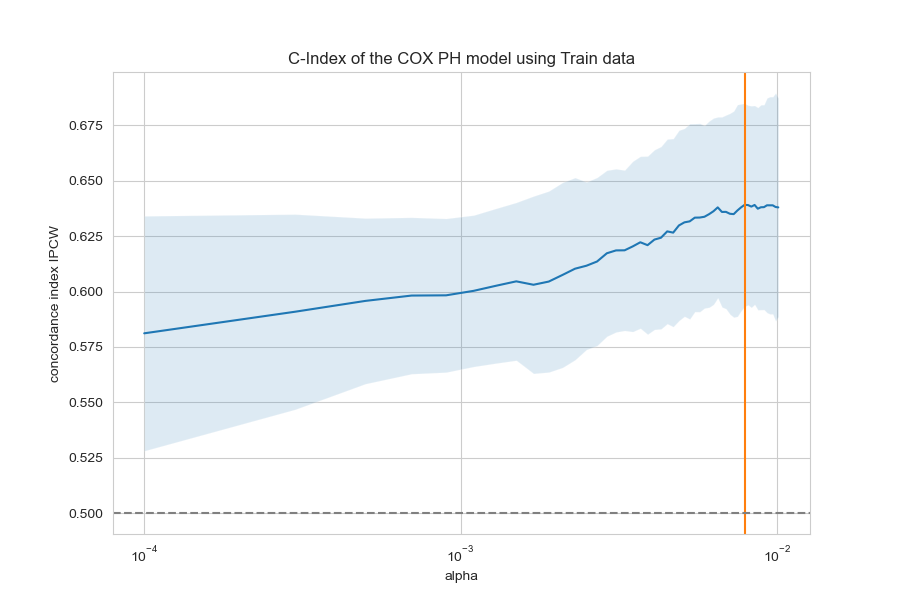 C-Index of the COX PH model using Train data
concordance index IPCW
0.675
0.650
0.625
0.600
0.575
0.550
0.525
0.500
10⁻⁴ 10⁻³ 10⁻²
alpha